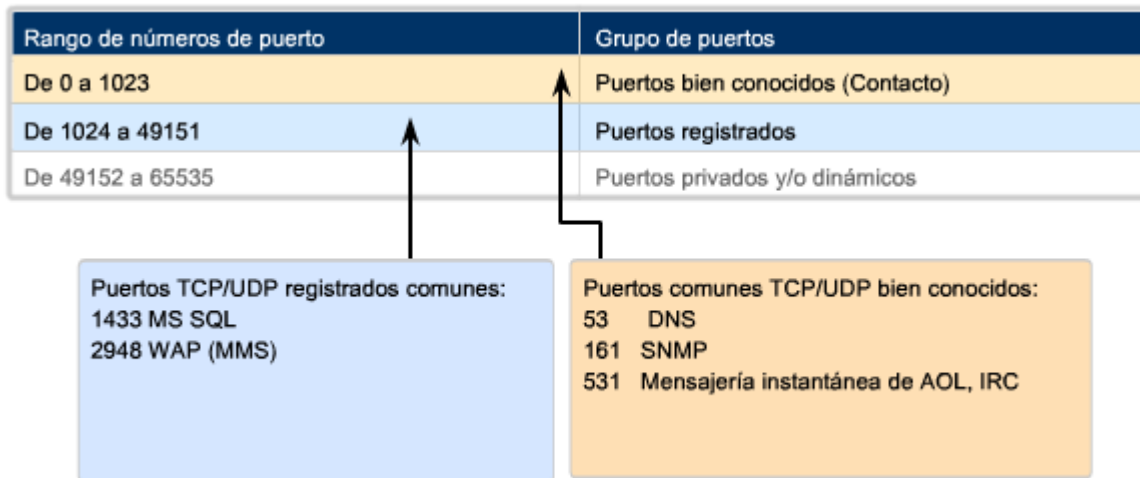 Rango de números de puerto Grupo de puertos
De 0 a 1023 Puertos bien conocidos (Contacto)
De 1024 a 49151 Puertos registrados
De 49152 a 65535 Puertos privados y/o dinámicos
Puertos TCP/UDP registrados comunes:
1433 MS SQL
2948 WAP (MMS)
Puertos comunes TCP/UDP bien conocidos:
53 DNS
161 SNMP
531 Mensajería instantánea de AOL, IRC